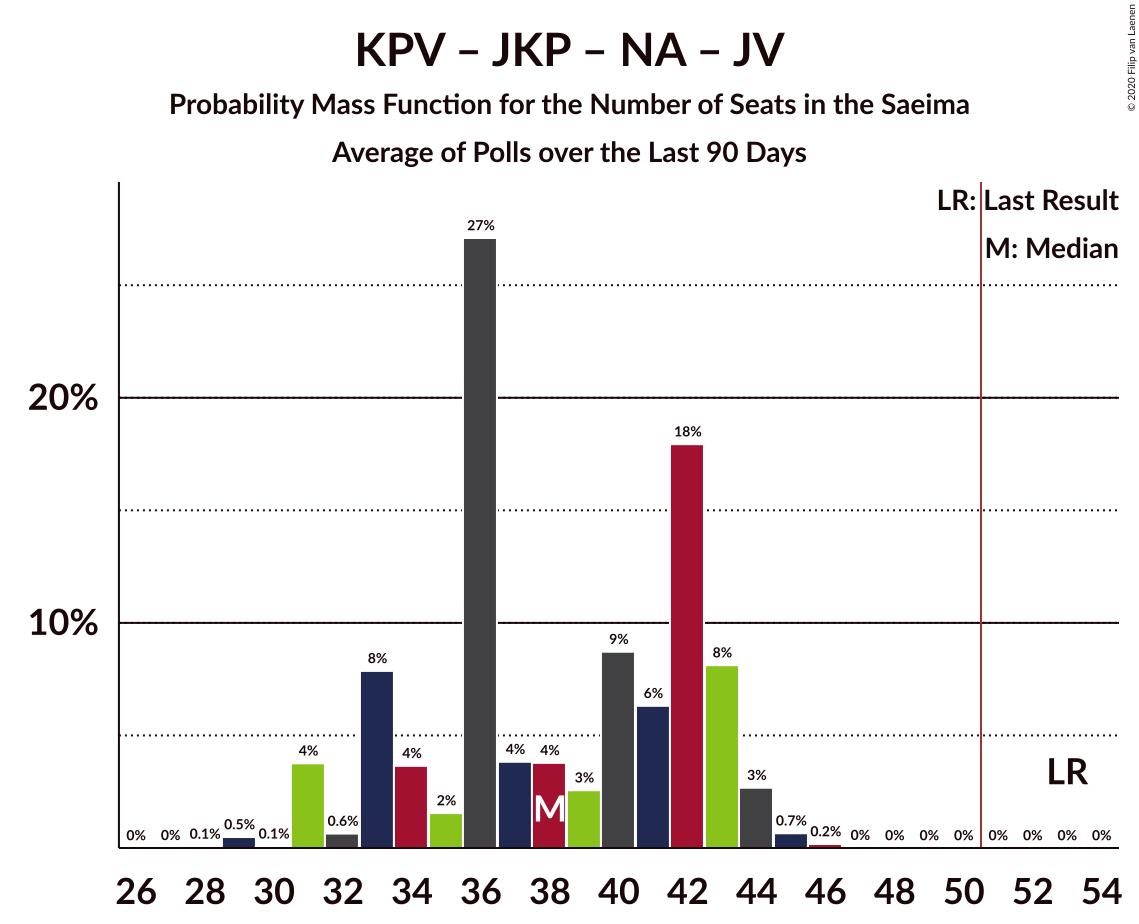 © 2020 Filip van Laenen
KPV – JKP – NA – JV
Probability Mass Function for the Number of Seats in the Saeima
Average of Polls over the Last 90 Days
LR: Last Result
M: Median
20%
10%
0% 0% 0.1% 0.5% 0.1% 4% 0.6% 8% 4% 2% 27% 4% 4% 3% 9% 6% 18% 8% 3% 0.7% 0.2% 0% 0% 0% 0% 0% 0% 0% 0%
M
LR
26 28 30 32 34 36 38 40 42 44 46 48 50 52 54